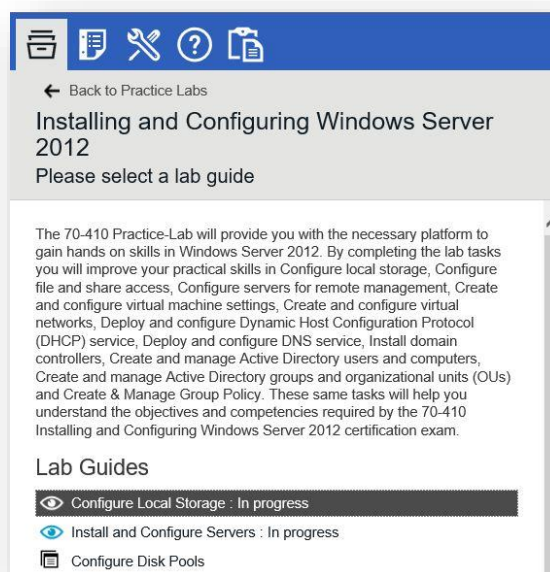 Back to Practice Labs
Installing and Configuring Windows Server
2012
Please select a lab guide
The 70-410 Practice-Lab will provide you with the necessary platform to
gain hands on skills in Windows Server 2012. By completing the lab tasks
you will improve your practical skills in Configure local storage, Configure
file and share access, Configure servers for remote management, Create
and configure virtual machine settings, Create and configure virtual
networks, Deploy and configure Dynamic Host Configuration Protocol
(DHCP) service, Deploy and configure DNS service, Install domain
controllers, Create and manage Active Directory users and computers,
Create and manage Active Directory groups and organizational units (OUs)
and Create & Manage Group Policy. These same tasks will help you
understand the objectives and competencies required by the 70-410
Installing and Configuring Windows Server 2012 certification exam.
Lab Guides
Configure Local Storage : In progress
Install and Configure Servers : In progress
Configure Disk Pools